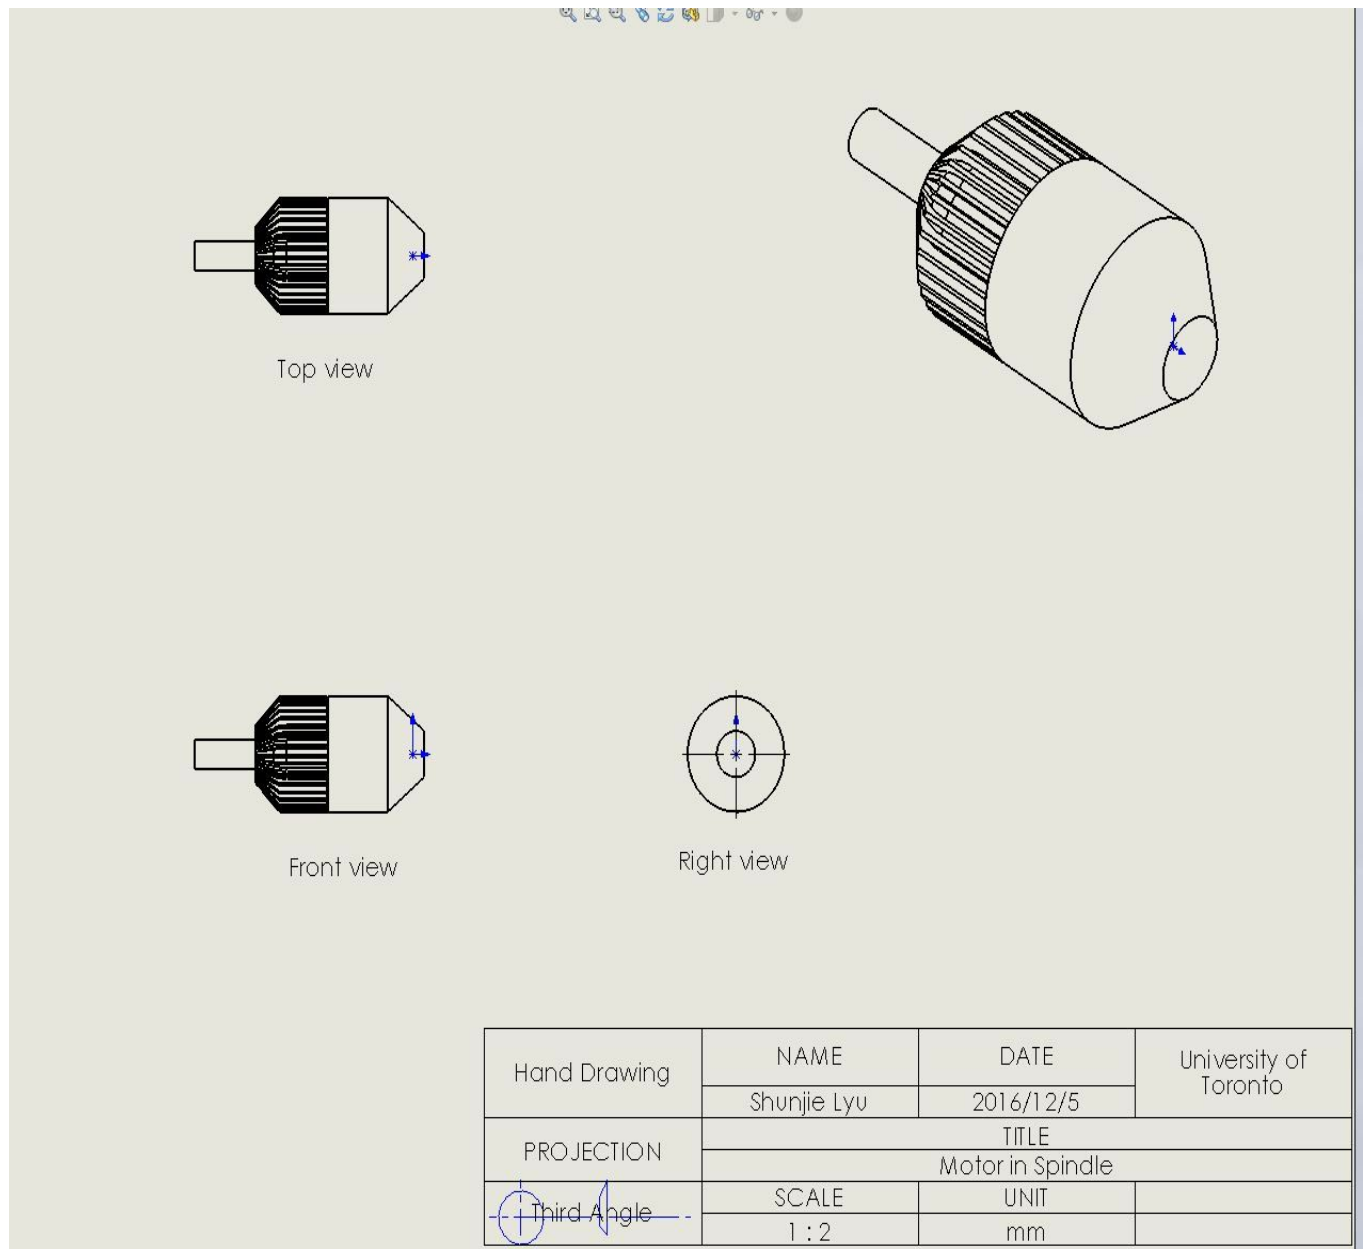 Top view
Front view
Right view
Hand Drawing
NAME
DATE
University of
Toronto
Shunjie Lyu
2016/12/5
PROJECTION
TITLE
Motor in Spindle
Third Angle
SCALE
UNIT
1 : 2
mm